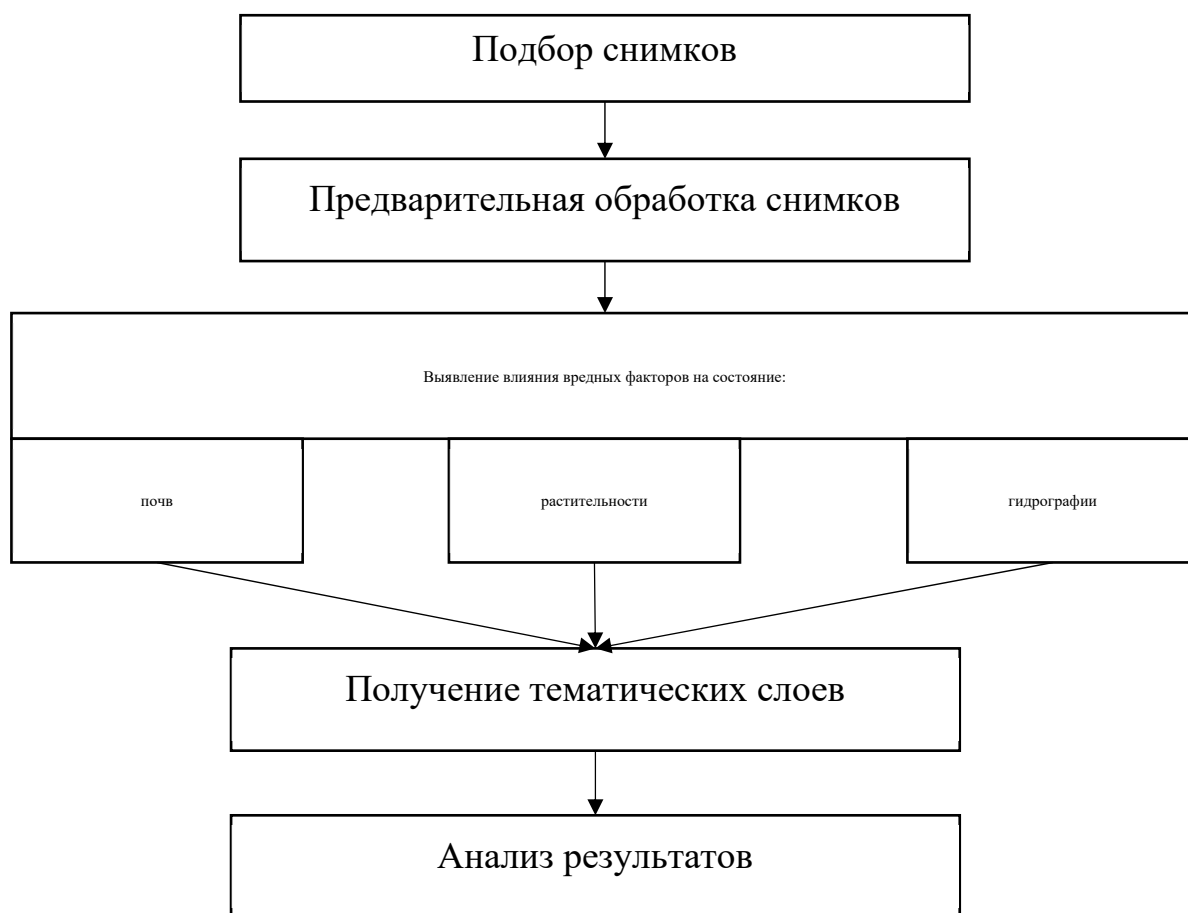 Подбор снимков
Предварительная обработка снимков
Выявление влияния вредных факторов на состояние:
почв
растительности
гидрографии
Получение тематических слоев
Анализ результатов